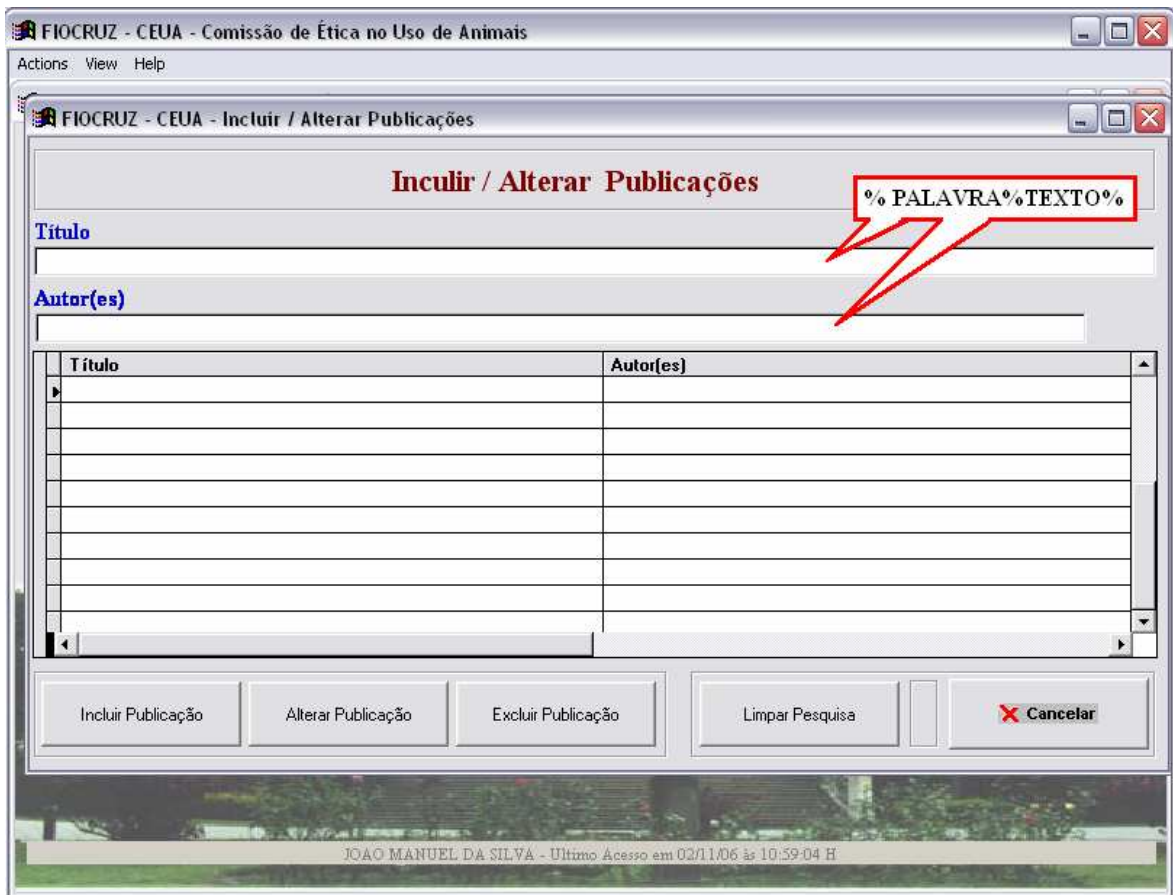 FIOCRUZ - CEUA - Comissão de Ética no Uso de Animais
Actions View Help
FIOCRUZ - CEUA - Incluir / Alterar Publicações
Inculir / Alterar Publicações
% PALAVRA%TEXTO%
Título
Autor(es)
Título Autor(es)
Incluir Publicação Alterar Publicação Excluir Publicação Limpar Pesquisa Cancelar
JOAO MANUEL DA SILVA - Ultimo Acesso em 02/11/06 às 10:59:04 H